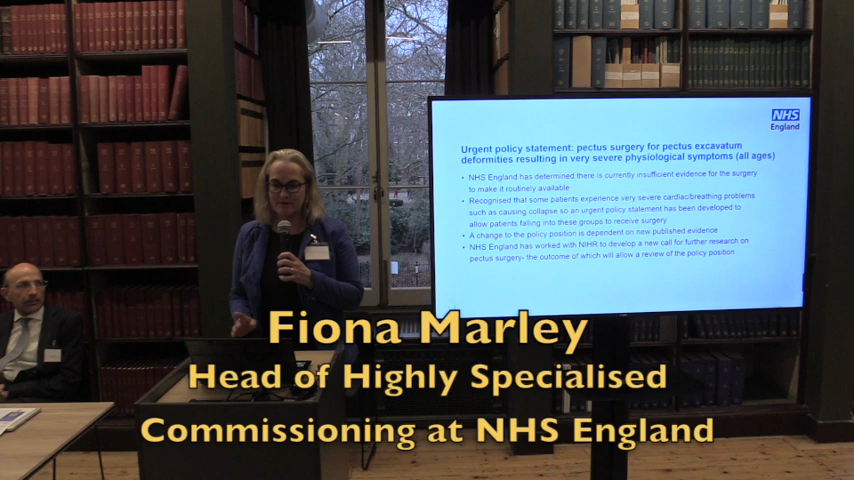 NHS
England
Urgent policy statement: pectus surgery for pectus excavatum
deformities resulting in very severe physiological symptoms (all ages)
• NHS England has determined there is currently insufficient evidence for the surgery
to make it routinely available
• Recognised that some patients experience very severe cardiac/breathing problems
such as causing collapse so an urgent policy statement has been developed to
allow patients falling into these groups to receive surgery
• A change to the policy position is dependent on new published evidence
• NHS England has worked with NIHR to develop a new call for further research on
pectus surgery- the outcome of which will allow a review of the policy position
Fiona Marley
Head of Highly Specialised
Commissioning at NHS England